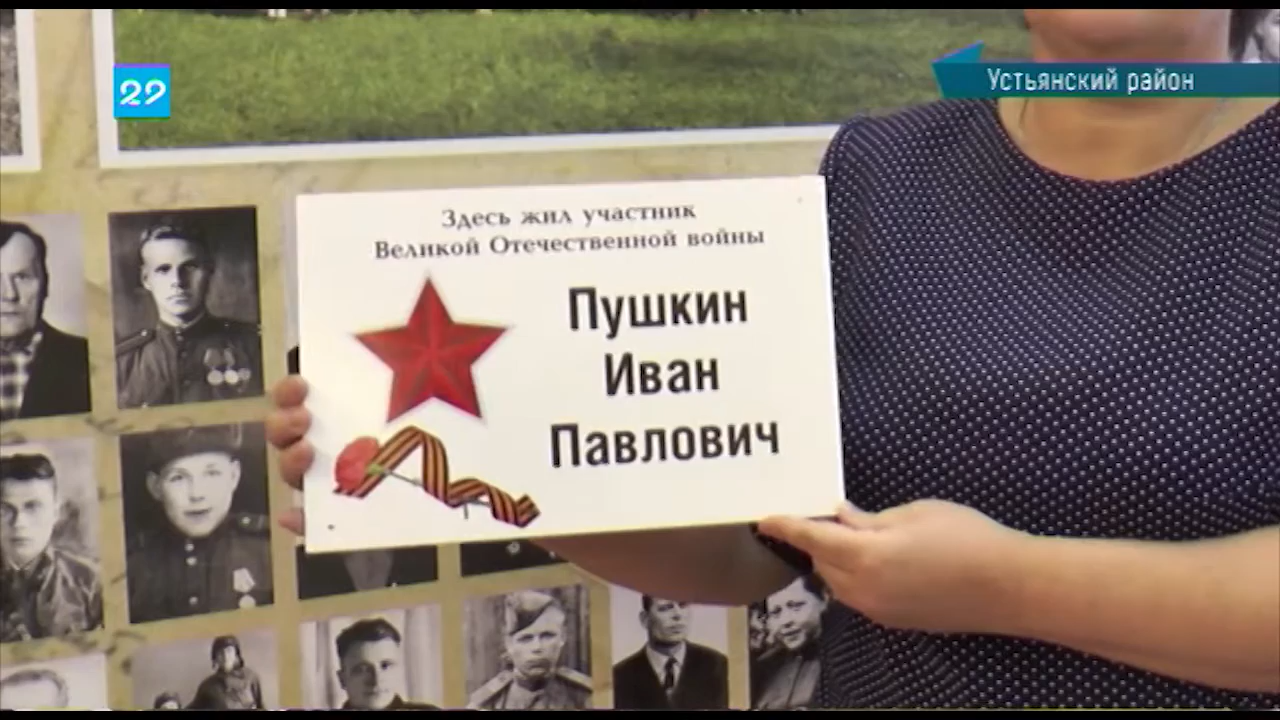 29
Устьянский район
Здесь жил участник
Великой Отечественной войны
Пушкин
Иван
Павлович